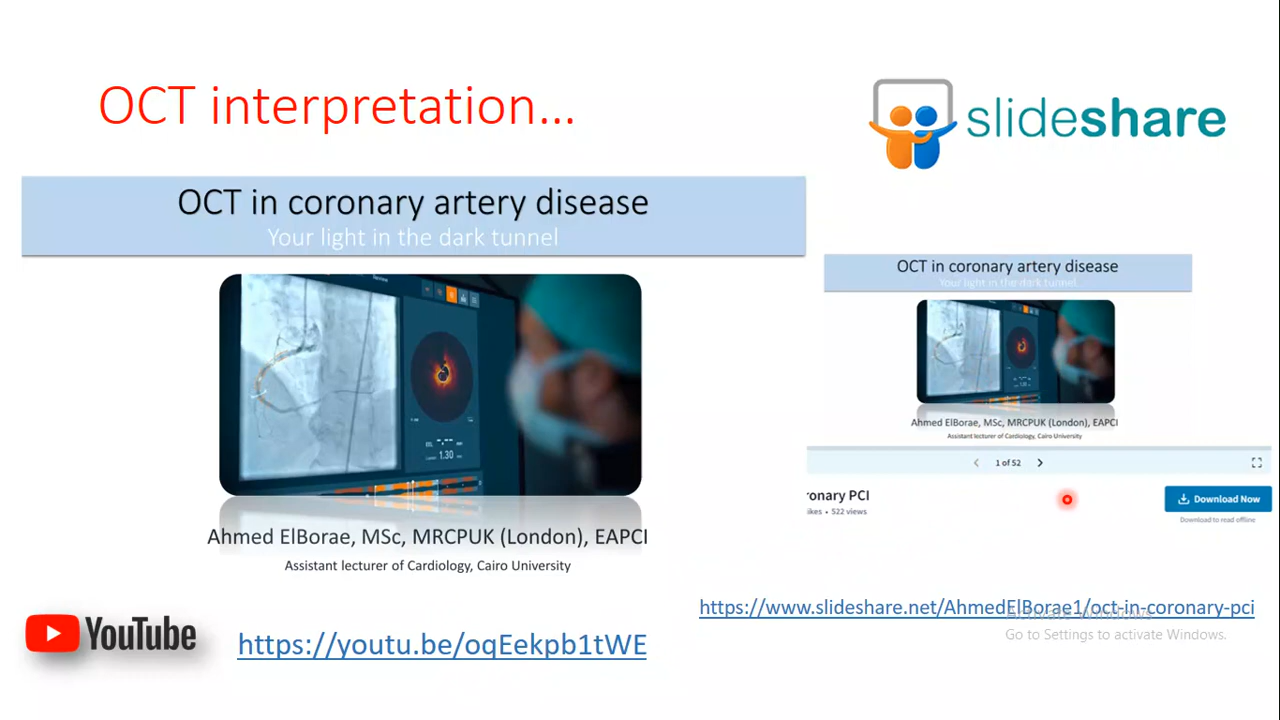 OCT interpretation...
slideshare
OCT in coronary artery disease
Your light in the dark tunnel
1.30
Ahmed ElBorae, MSc, MRCPUK (London), EAPCI
Assistant lecturer of Cardiology, Cairo University
OCT in coronary artery disease
Your light in the dark tunnel
Ahmed ElBorae, MSc, MRCPUK (London), EAPCI
Assistant lecturer of Cardiology, Cairo University
1 of 52
ronary PCI
ikes • 522 views
Download Now
Download to read offline
https://www.slideshare.net/AhmedElBorae1/oct-in-coronary-pci
Activate Windows
Go to Settings to activate Windows.
YouTube
https://youtu.be/oqEekpb1tWE